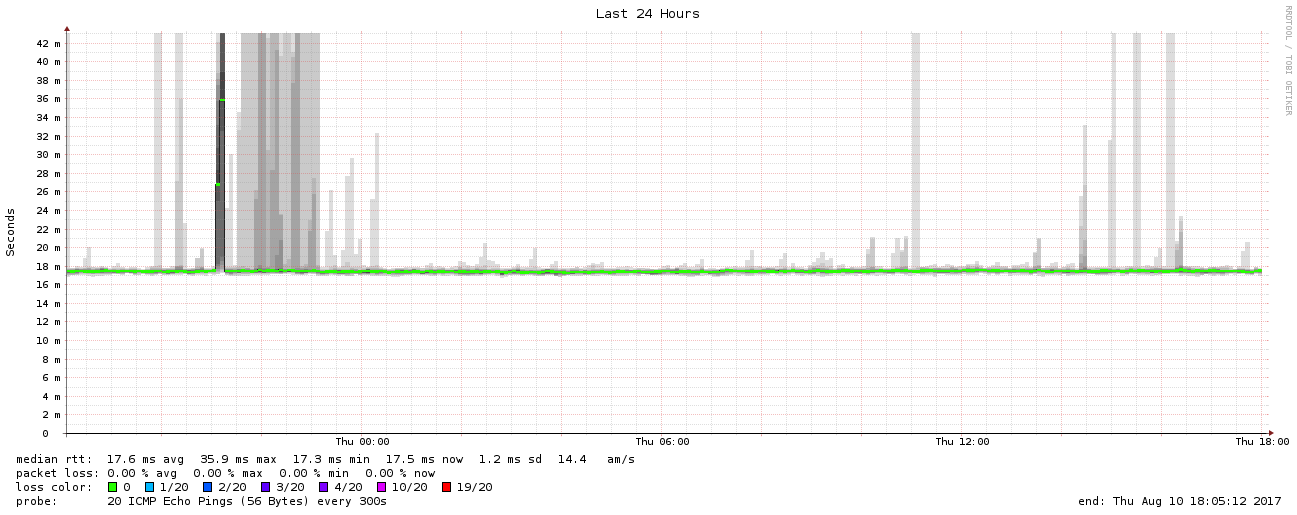 Last 24 Hours
RRDTOOL / TOBI OETIKER
Seconds
42 m
40 m
38 m
36 m
34 m
32 m
30 m
28 m
26 m
24 m
22 m
20 m
18 m
16 m
14 m
12 m
10 m
8 m
6 m
4 m
2 m
0
Thu 00:00 Thu 06:00 Thu 12:00 Thu 18:00
median rtt: 17.6 ms avg 35.9 ms max 17.3 ms min 17.5 ms now 1.2 ms sd 14.4 am/s
packet loss: 0.00 % avg 0.00 % max 0.00 % min 0.00 % now
loss color: 0 1/20 2/20 3/20 4/20 10/20 19/20
probe: 20 ICMP Echo Pings (56 Bytes) every 300s end: Thu Aug 10 18:05:12 2017